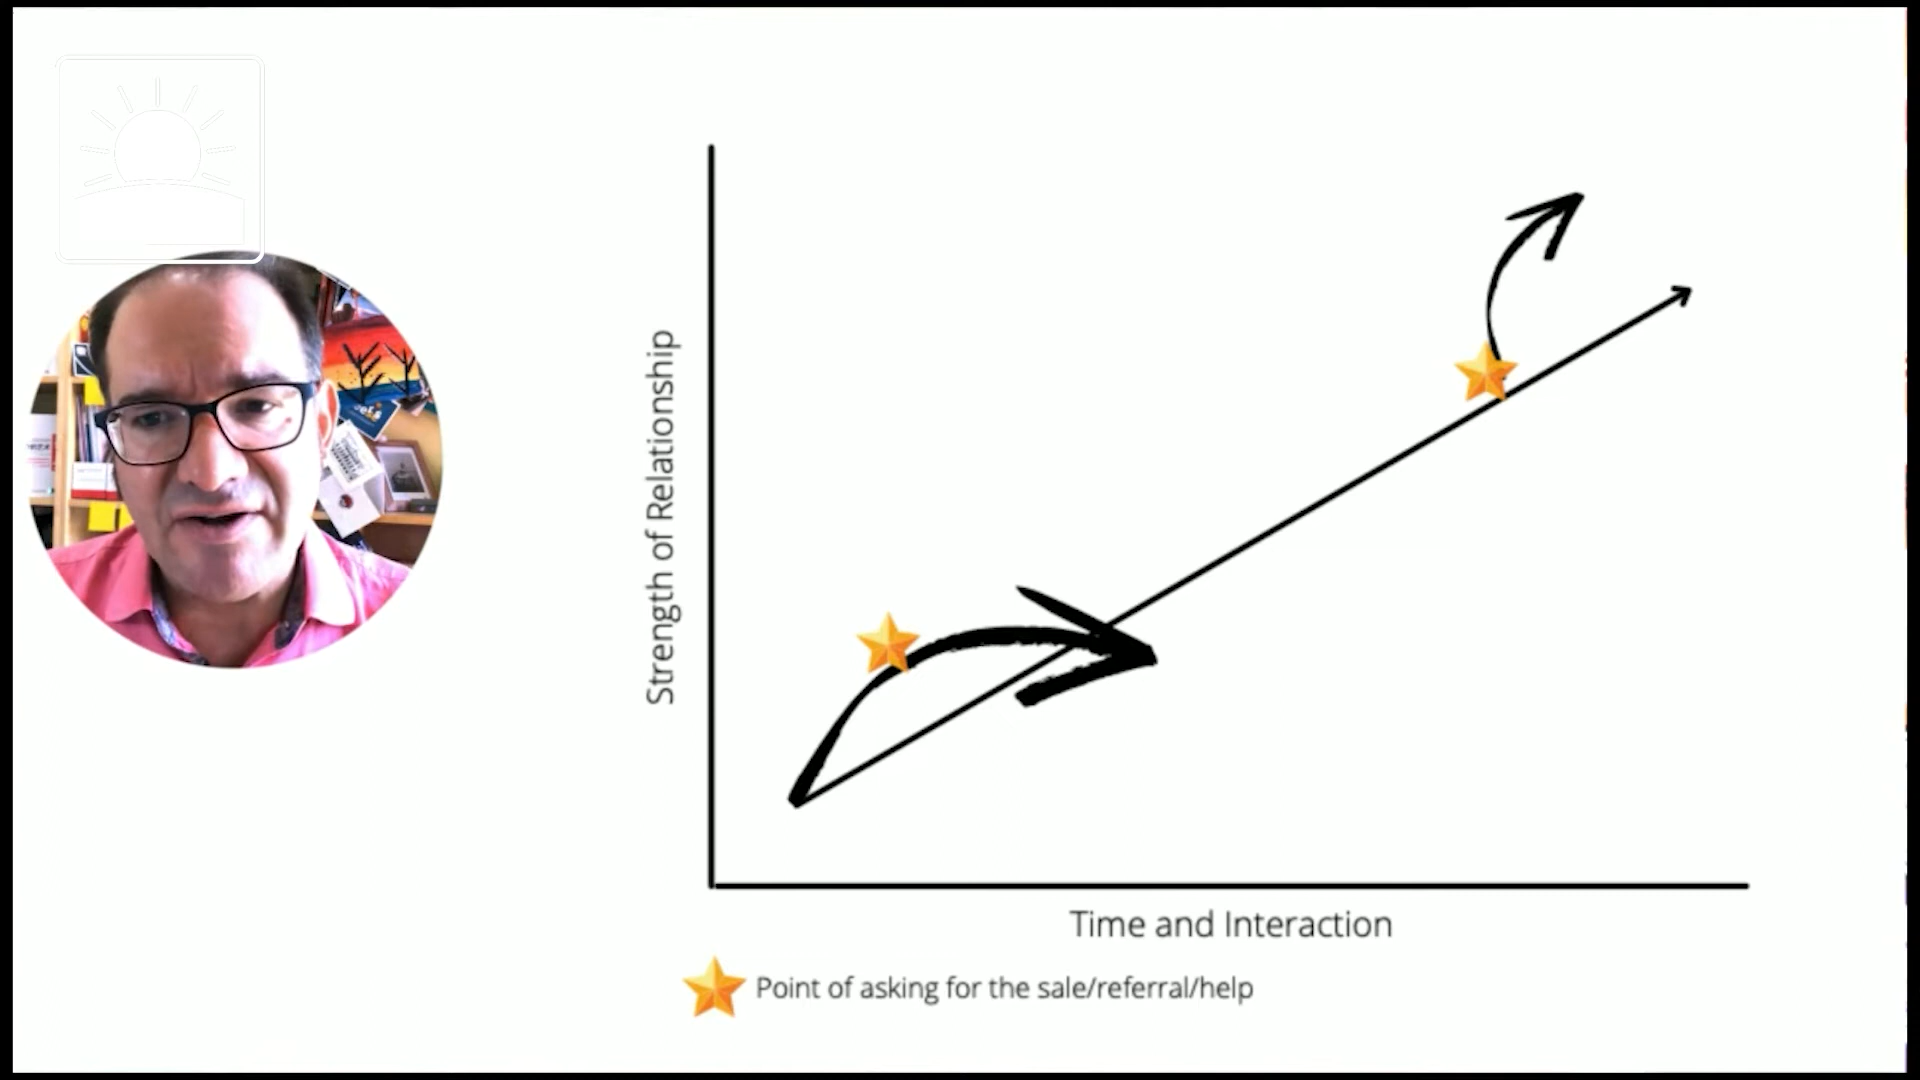 Strength of Relationship
Time and Interaction
Point of asking for the sale/referral/help